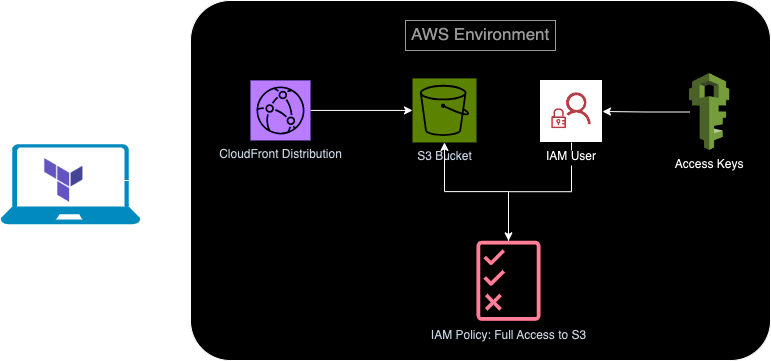 AWS Environment
CloudFront Distribution
S3 Bucket
IAM User
Access Keys
IAM Policy: Full Access to S3